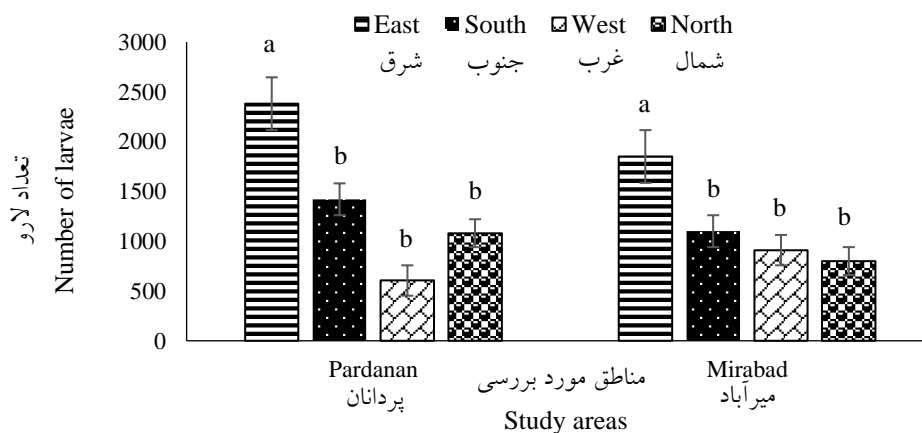 East South West North
شرق جنوب غرب شمال
3000
2500
2000
1500
1000
500
0
تعداد لارو
Number of larvae
a
b
b
b
a
b
b
b
Pardanan
پردانان
Mirabad
میرآباد
مناطق مورد بررسی
Study areas